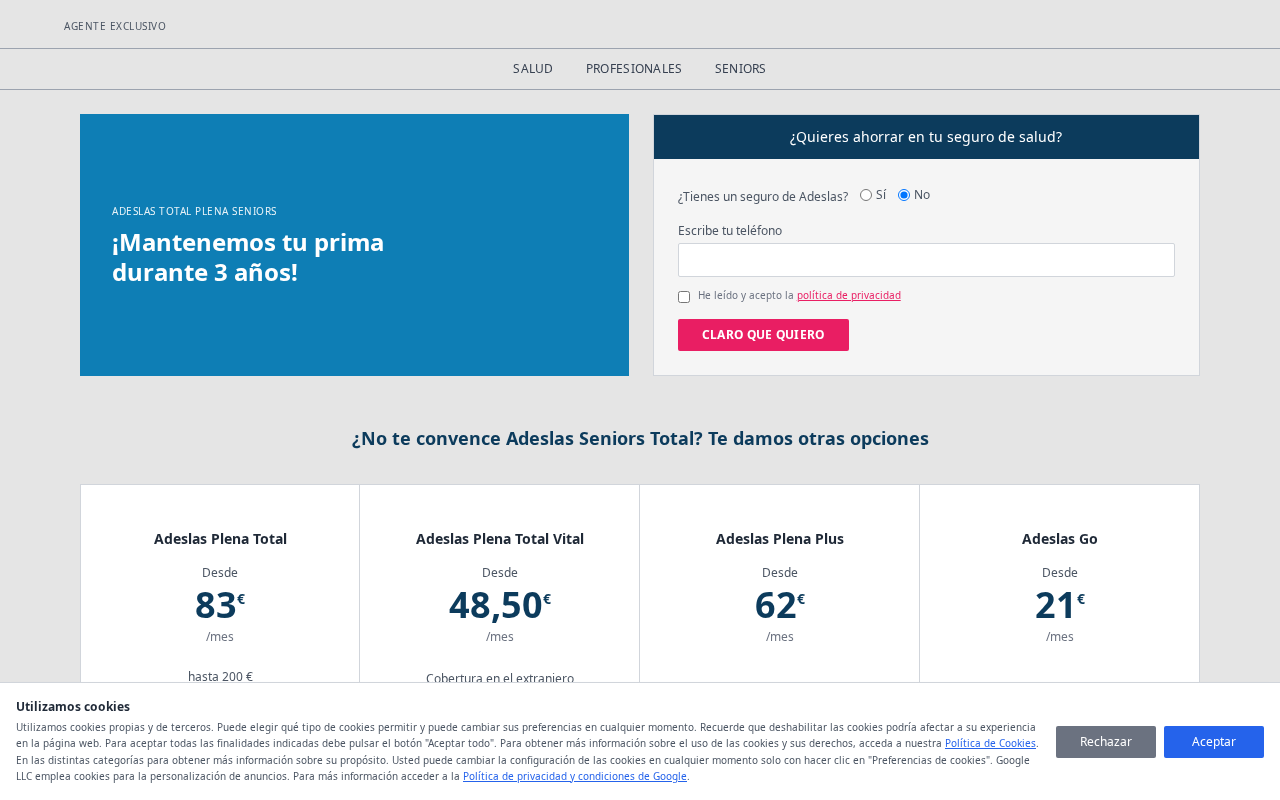 AGENTE EXCLUSIVO
SALUD PROFESIONALES SENIORS
ADESLAS TOTAL PLENA SENIORS
¡Mantenemos tu prima
durante 3 años!
¿Quieres ahorrar en tu seguro de salud?
¿Tienes un seguro de Adeslas? Sí No
Escribe tu teléfono
He leído y acepto la política de privacidad
CLARO QUE QUIERO
¿No te convence Adeslas Seniors Total? Te damos otras opciones
Adeslas Plena Total
Desde
83€
/mes
hasta 200 €
Adeslas Plena Total Vital
Desde
48,50€
/mes
Cobertura en el extranjero
Adeslas Plena Plus
Desde
62€
/mes
Adeslas Go
Desde
21€
/mes
Utilizamos cookies
Utilizamos cookies propias y de terceros. Puede elegir qué tipo de cookies permitir y puede cambiar sus preferencias en cualquier momento. Recuerde que deshabilitar las cookies podría afectar a su experiencia
en la página web. Para aceptar todas las finalidades indicadas debe pulsar el botón "Aceptar todo". Para obtener más información sobre el uso de las cookies y sus derechos, acceda a nuestra Política de Cookies.
En las distintas categorías para obtener más información sobre su propósito. Usted puede cambiar la configuración de las cookies en cualquier momento solo con hacer clic en "Preferencias de cookies". Google
LLC emplea cookies para la personalización de anuncios. Para más información acceder a la Política de privacidad y condiciones de Google.
Rechazar
Aceptar